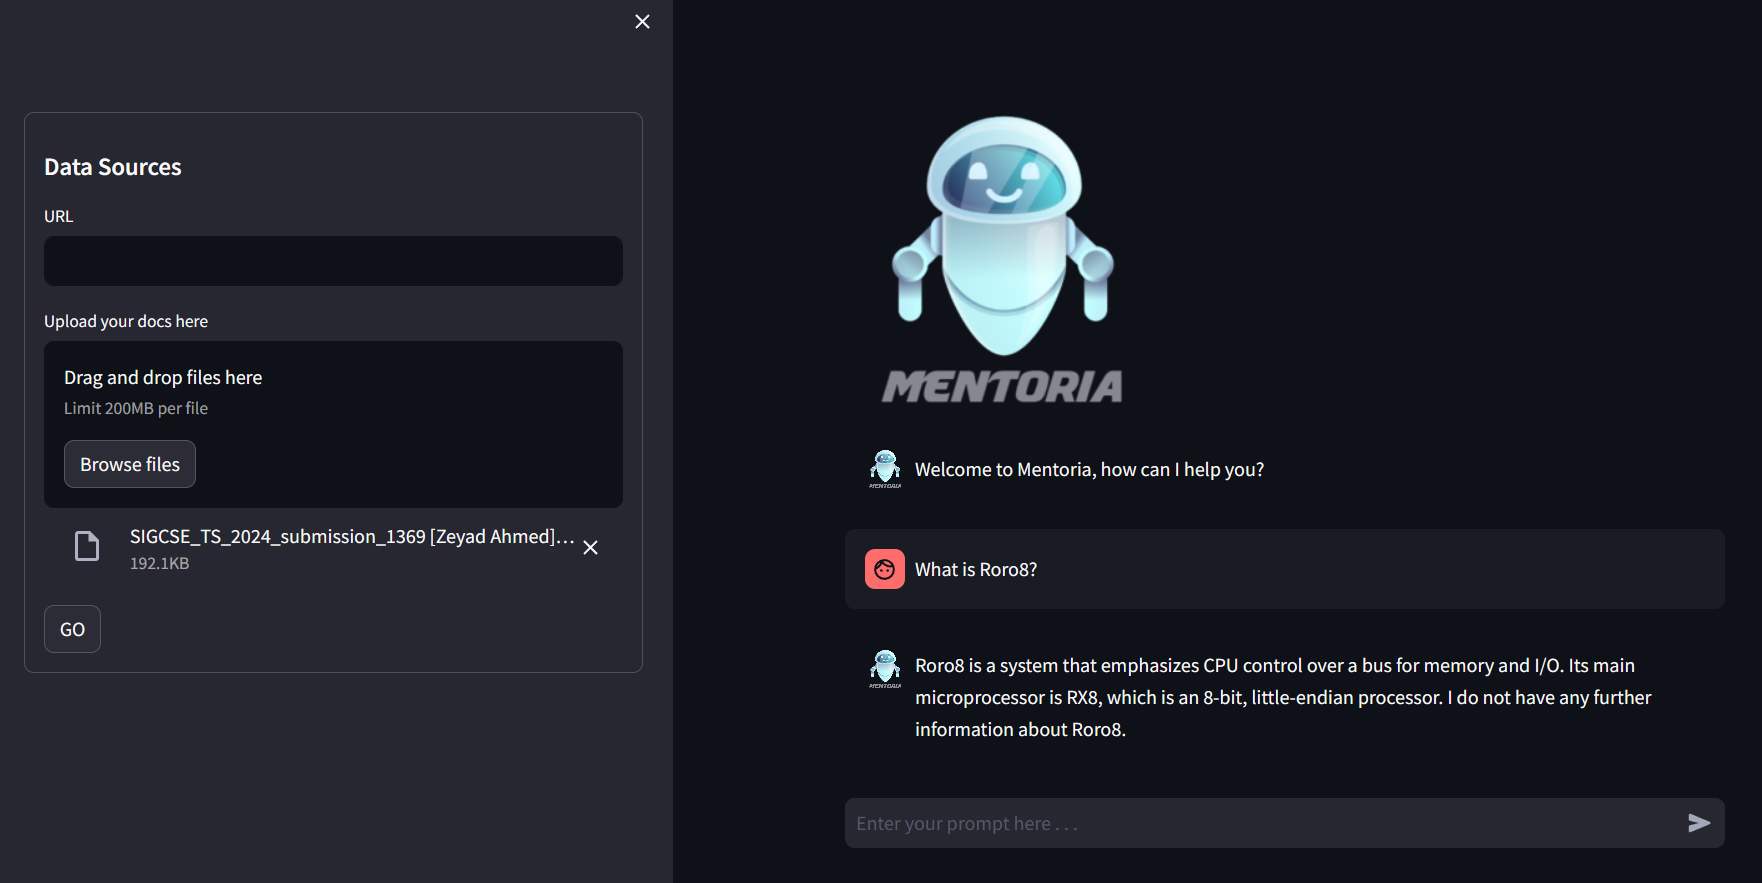 Data Sources
URL
Upload your docs here
Drag and drop files here
Limit 200MB per file
Browse files
SIGCSE_TS_2024_submission_1369 [Zeyad Ahmed]...
192.1KB
GO
MENTORIA
MENTORIA
Welcome to Mentoria, how can I help you?
What is Roro8?
MENTORIA
Roro8 is a system that emphasizes CPU control over a bus for memory and I/O. Its main
microprocessor is RX8, which is an 8-bit, little-endian processor. I do not have any further
information about Roro8.
Enter your prompt here . . .